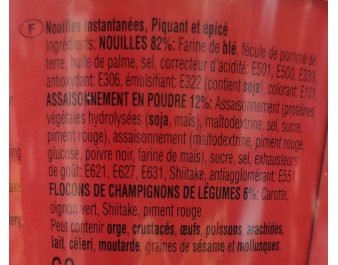 F Nouilles instantanées, Piquant et épicé
Ingrédients: NOUILLES 82%: Farine de blé, fécule de pomme de
terre, huile de palme, sel, correcteur d'acidité: E501, E500, E339,
antioxydant: E306, émulsifiant: E322 (contient soja), colorant: E101
ASSAISONNEMENT EN POUDRE 12%: Assaisonnement (protéines
végétales hydrolysées (soja, maïs), maltodextrine, sel, sucre,
piment rouge), assaisonnement (maltodextrine, piment rouge,
glucose, poivre noir, farine de maïs), sucre, sel, exhausteurs
de goût: E621, E627, E631, Shiitake, antiagglomérant: E551
FLOCONS DE CHAMPIGNONS DE LÉGUMES 6%: Carotte,
oignon vert, Shiitake, piment rouge.
Peut contenir orge, crustacés, œufs, poissons, arachides,
lait, céleri, moutarde, graines de sésame et mollusques.